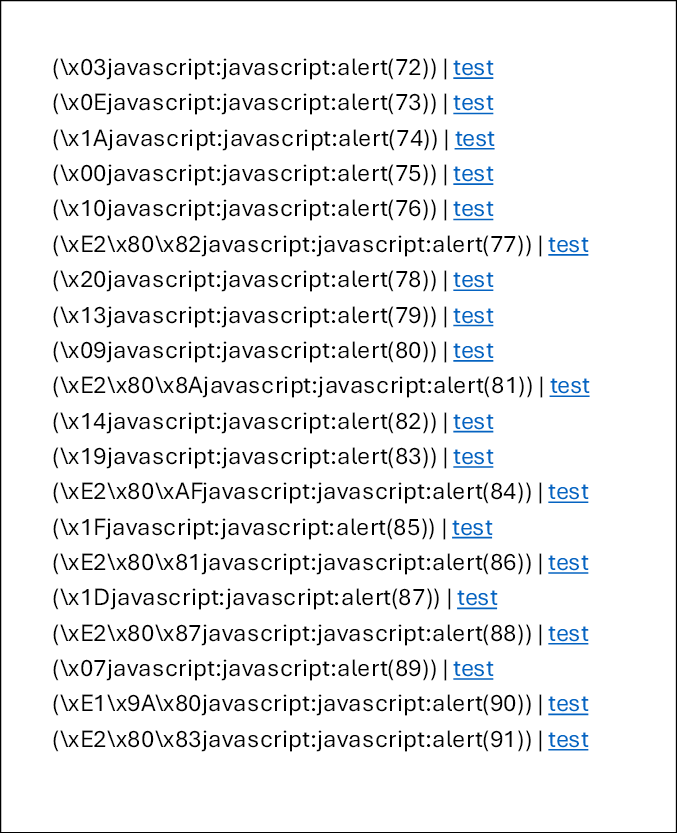 (\x03javascript:javascript:alert(72)) | test
(\x0Ejavascript:javascript:alert(73)) | test
(\x1Ajavascript:javascript:alert(74)) | test
(\x00javascript:javascript:alert(75)) | test
(\x10javascript:javascript:alert(76)) | test
(\xE2\x80\x82javascript:javascript:alert(77)) | test
(\x20javascript:javascript:alert(78)) | test
(\x13javascript:javascript:alert(79)) | test
(\x09javascript:javascript:alert(80)) | test
(\xE2\x80\x8Ajavascript:javascript:alert(81)) | test
(\x14javascript:javascript:alert(82)) | test
(\x19javascript:javascript:alert(83)) | test
(\xE2\x80\xAFjavascript:javascript:alert(84)) | test
(\x1Fjavascript:javascript:alert(85)) | test
(\xE2\x80\x81javascript:javascript:alert(86)) | test
(\x1Djavascript:javascript:alert(87)) | test
(\xE2\x80\x87javascript:javascript:alert(88)) | test
(\x07javascript:javascript:alert(89)) | test
(\xE1\x9A\x80javascript:javascript:alert(90)) | test
(\xE2\x80\x83javascript:javascript:alert(91)) | test